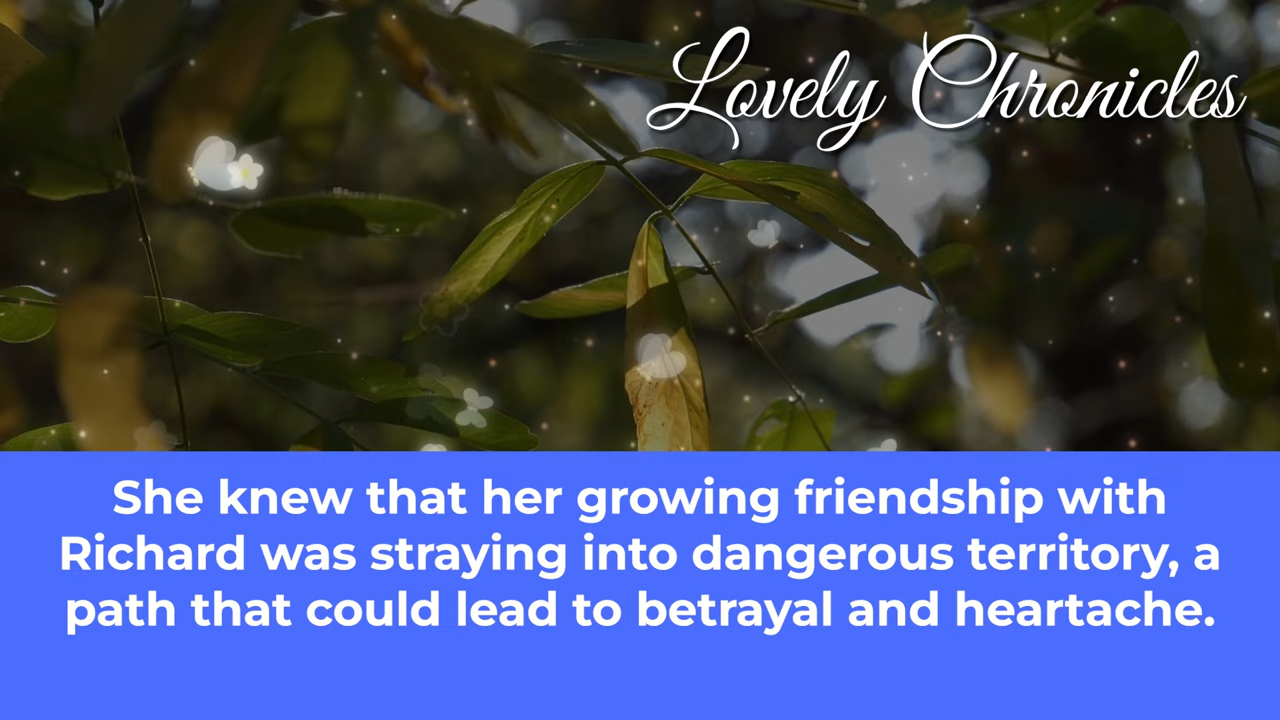 Lovely Chronicles
She knew that her growing friendship with
Richard was straying into dangerous territory, a
path that could lead to betrayal and heartache.